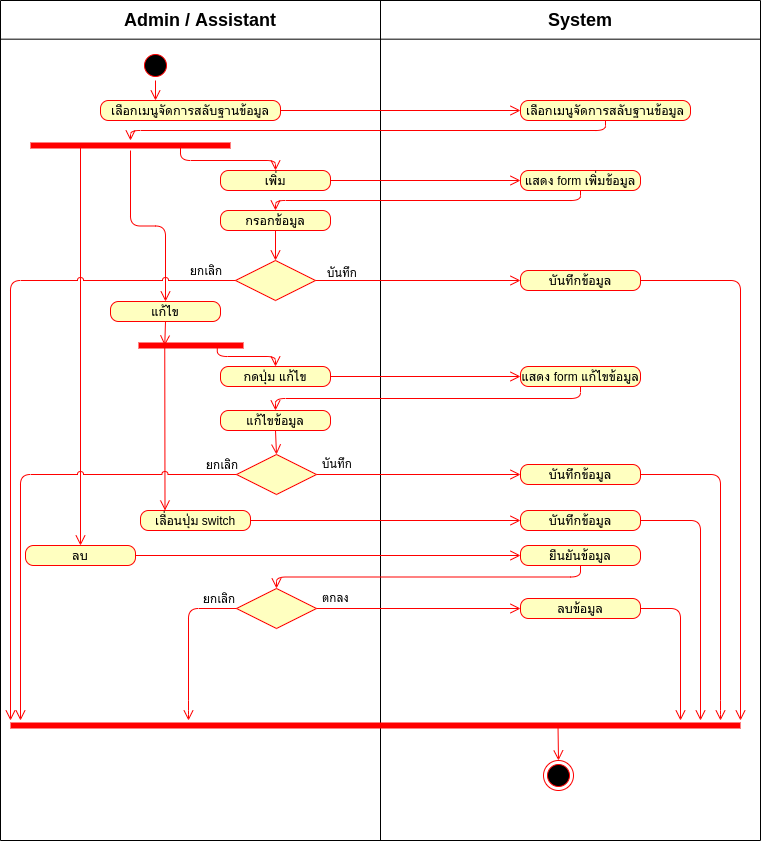 Admin / Assistant
System
เลือกเมนูจัดการสลับฐานข้อมูล
เลือกเมนูจัดการสลับฐานข้อมูล
เพิ่ม
แสดง form เพิ่มข้อมูล
กรอกข้อมูล
ยกเลิก
บันทึก
บันทึกข้อมูล
แก้ไข
กดปุ่ม แก้ไข
แสดง form แก้ไขข้อมูล
แก้ไขข้อมูล
ยกเลิก
บันทึก
บันทึกข้อมูล
เลื่อนปุ่ม switch
บันทึกข้อมูล
ลบ
ยืนยันข้อมูล
ยกเลิก
ตกลง
ลบข้อมูล